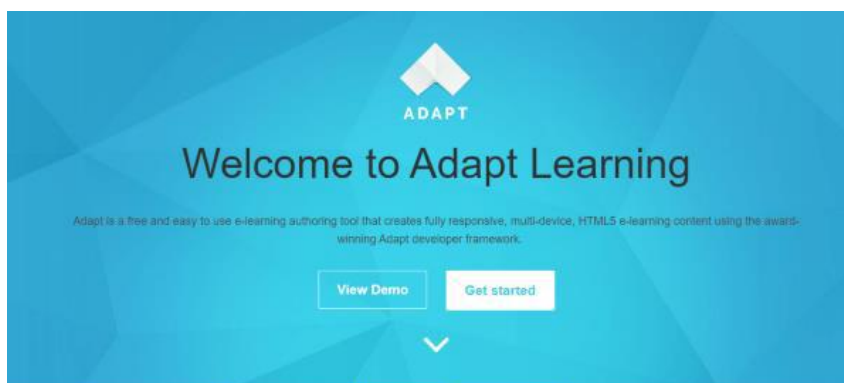 ADAPT
Welcome to Adapt Learning
Adapt is a free and easy to use e-learning authoring tool that creates fully responsive, multi-device, HTML5 e-learning content using the award-
winning Adapt developer framework.
View Demo
Get started